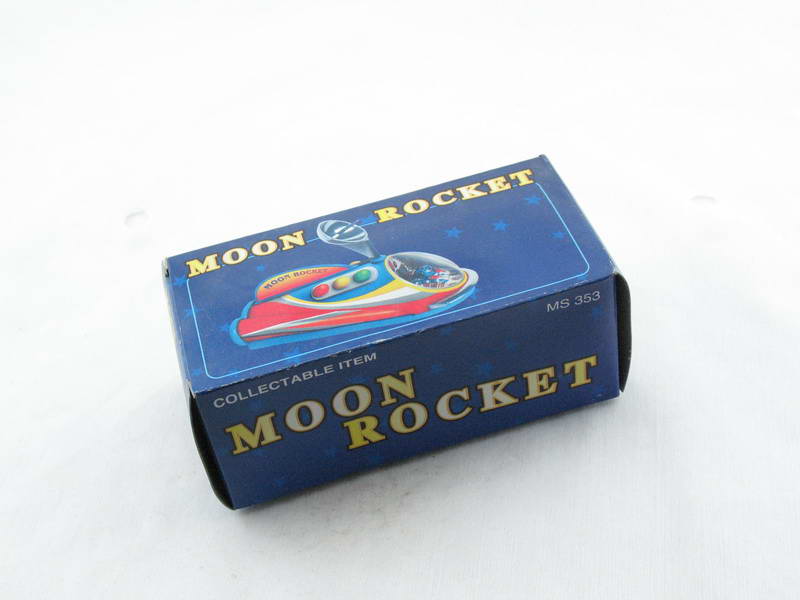 MOON ROCKET
MOON ROCKET
COLLECTABLE ITEM
MS 353
MOON
ROCKET